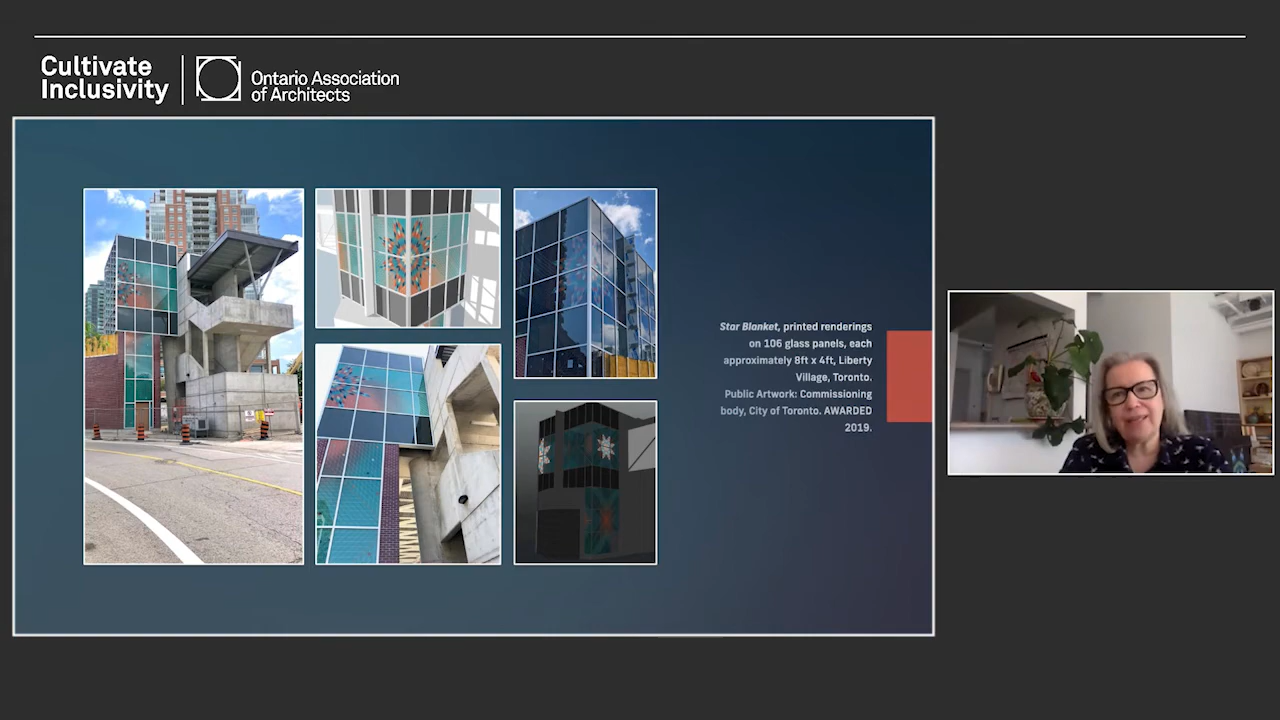 Cultivate
Inclusivity
Ontario Association
of Architects
Star Blanket, printed renderings
on 106 glass panels, each
approximately 8ft x 4ft, Liberty
Village, Toronto.
Public Artwork: Commissioning
body, City of Toronto. AWARDED
2019.